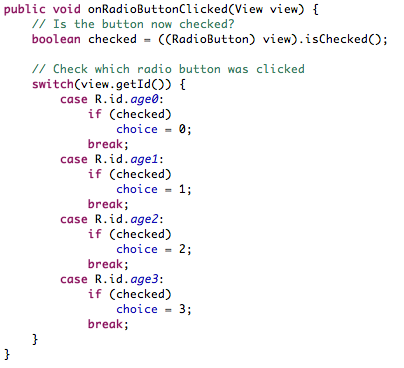 public void onRadioButtonClicked(View view) {
    // Is the button now checked?
    boolean checked = ((RadioButton) view).isChecked();

    // Check which radio button was clicked
    switch(view.getId()) {
        case R.id.age0:
            if (checked)
                choice = 0;
            break;
        case R.id.age1:
            if (checked)
                choice = 1;
            break;
        case R.id.age2:
            if (checked)
                choice = 2;
            break;
        case R.id.age3:
            if (checked)
                choice = 3;
            break;
    }
}